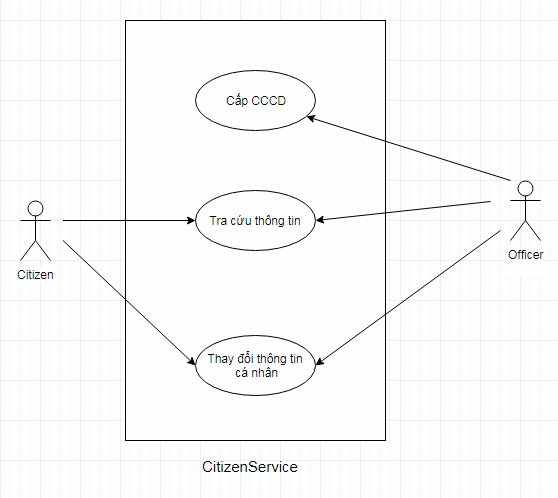 Cấp CCCD
Tra cứu thông tin
Citizen
Officer
Thay đổi thông tin
cá nhân
CitizenService